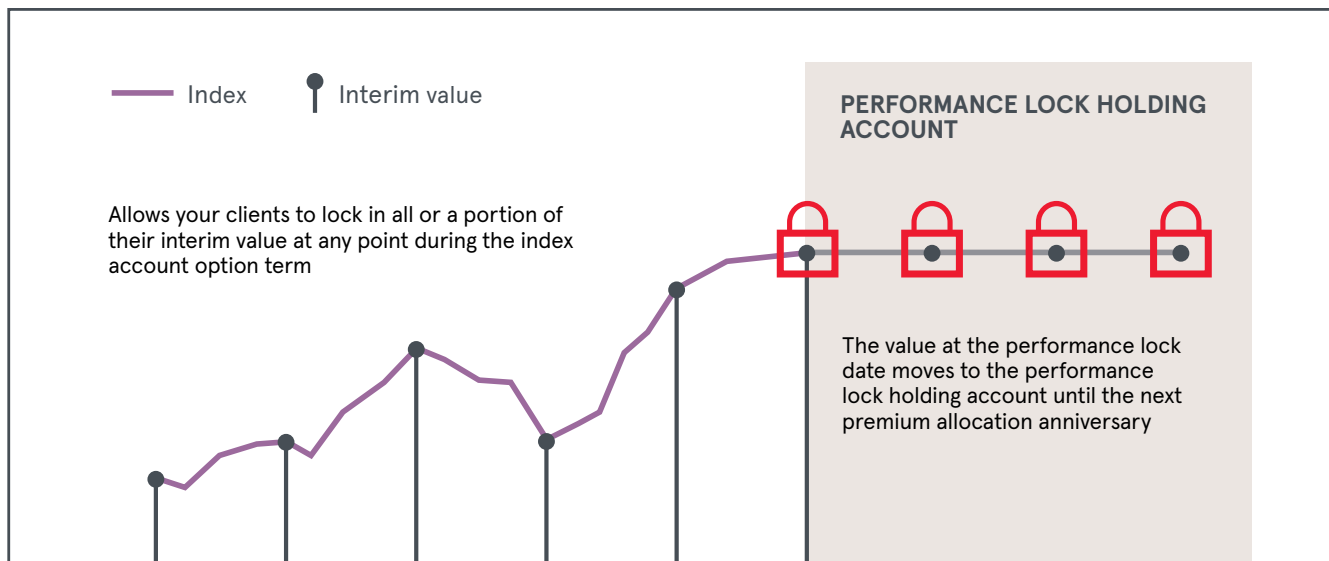 Index
Interim value
PERFORMANCE LOCK HOLDING
ACCOUNT
Allows your clients to lock in all or a portion of
their interim value at any point during the index
account option term
The value at the performance lock
date moves to the performance
lock holding account until the next
premium allocation anniversary